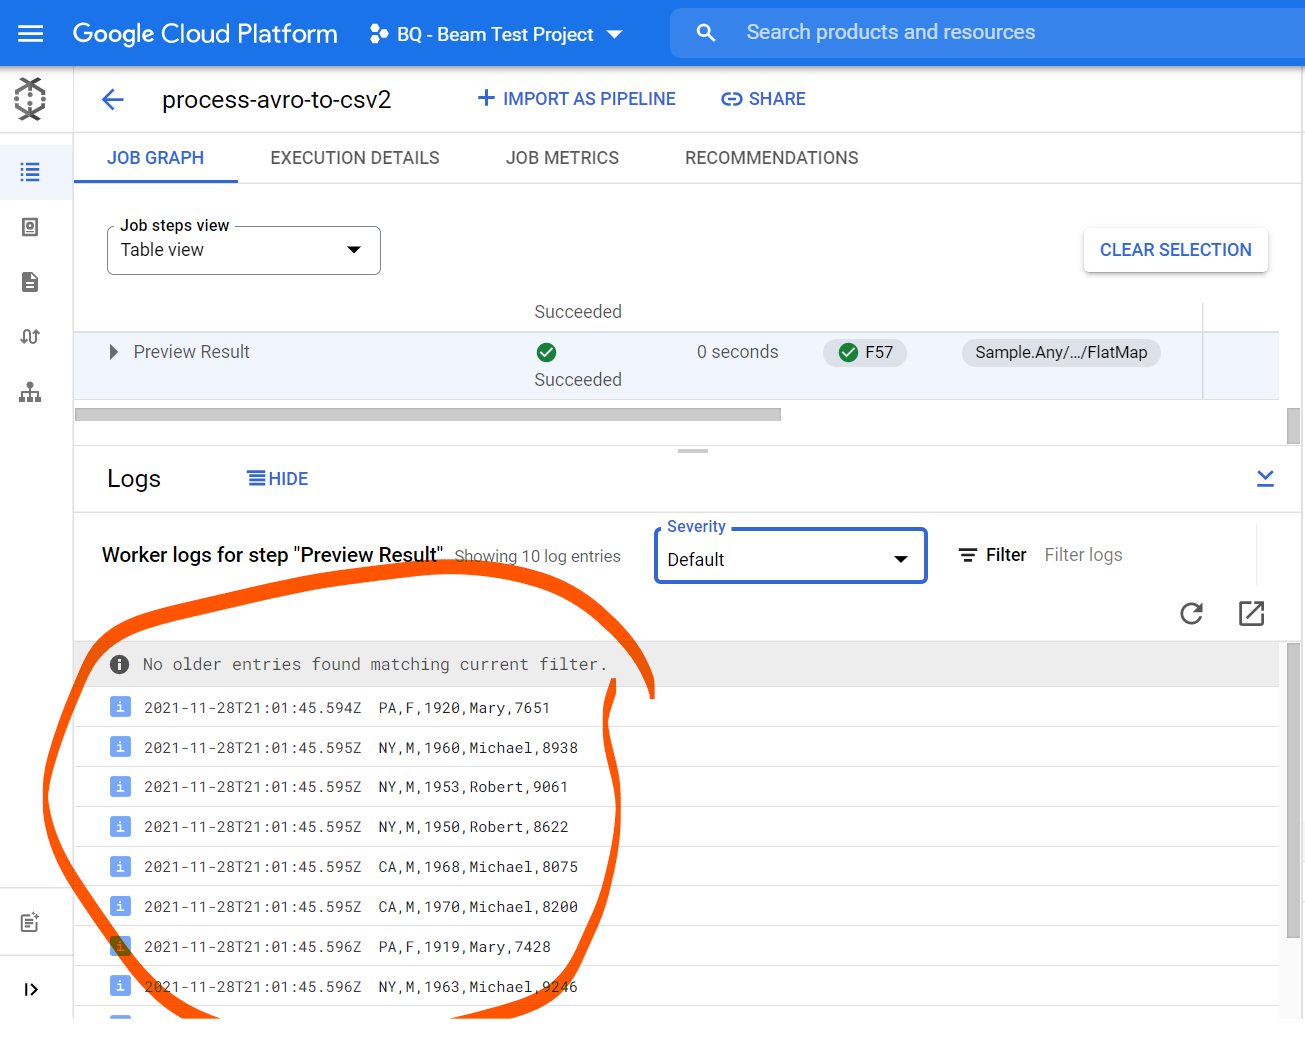 Google Cloud Platform BQ - Beam Test Project Search products and resources
process-avro-to-csv2 IMPORT AS PIPELINE SHARE
JOB GRAPH EXECUTION DETAILS JOB METRICS RECOMMENDATIONS
Job steps view
Table view
CLEAR SELECTION
Succeeded
Preview Result 0 seconds F57 Sample.Any/.../FlatMap
Succeeded
Logs HIDE
Severity
Worker logs for step "Preview Result" Showing 10 log entries Default Filter Filter logs
No older entries found matching current filter.
2021-11-28T21:01:45.594Z PA,F,1920,Mary,7651
2021-11-28T21:01:45.595Z NY,M,1960,Michael,8938
2021-11-28T21:01:45.595Z NY,M,1953,Robert,9061
2021-11-28T21:01:45.595Z NY,M,1950,Robert,8622
2021-11-28T21:01:45.595Z CA,M,1968,Michael,8075
2021-11-28T21:01:45.595Z CA,M,1970,Michael,8200
2021-11-28T21:01:45.596Z PA,F,1919,Mary,7428
2021-11-28T21:01:45.596Z NY,M,1963,Michael,9246